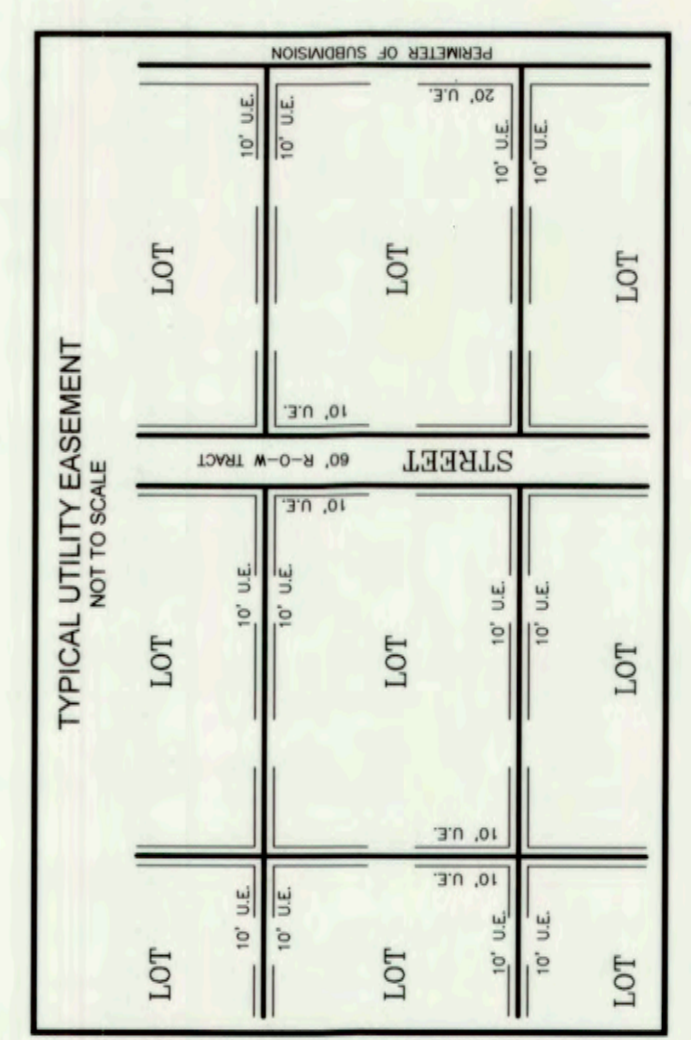 TYPICAL UTILITY EASEMENT
NOT TO SCALE
PERIMETER OF SUBDIVISION
10' U.E.
10' U.E.
20' U.E.
10' U.E.
10' U.E.
LOT
LOT
LOT
10' U.E.
60' R-O-W TRACT
STREET
10' U.E.
10' U.E.
10' U.E.
10' U.E.
10' U.E.
LOT
LOT
LOT
10' U.E.
10' U.E.
10' U.E.
10' U.E.
10' U.E.
10' U.E.
LOT
LOT
LOT